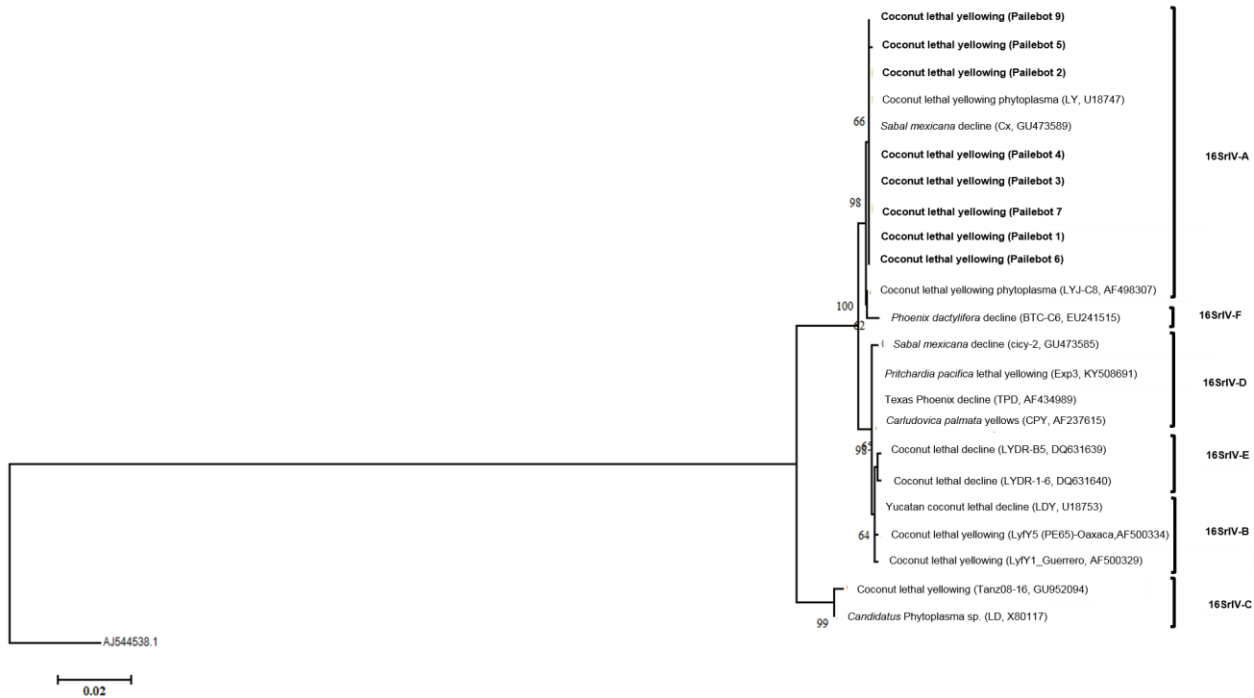 Coconut lethal yellowing (Pailebot 9)
Coconut lethal yellowing (Pailebot 5)
Coconut lethal yellowing (Pailebot 2)
Coconut lethal yellowing phytoplasma (LY, U18747)
66
Sabal mexicana decline (Cx, GU473589)
Coconut lethal yellowing (Pailebot 4)
16SrIV-A
Coconut lethal yellowing (Pailebot 3)
98
Coconut lethal yellowing (Pailebot 7
Coconut lethal yellowing (Pailebot 1)
Coconut lethal yellowing (Pailebot 6)
Coconut lethal yellowing phytoplasma (LYJ-C8, AF498307)
100
Phoenix dactylifera decline (BTC-C6, EU241515)
16SrIV-F
62
Sabal mexicana decline (cicy-2, GU473585)
Pritchardia pacifica lethal yellowing (Exp3, KY508691)
16SrIV-D
Texas Phoenix decline (TPD, AF434989)
Carludovica palmata yellows (CPY, AF237615)
98
65
Coconut lethal decline (LYDR-B5, DQ631639)
16SrIV-E
Coconut lethal decline (LYDR-1-6, DQ631640)
Yucatan coconut lethal decline (LDY, U18753)
64
Coconut lethal yellowing (LyfY5 (PE65)-Oaxaca,AF500334)
16SrIV-B
Coconut lethal yellowing (LyfY1_Guerrero, AF500329)
Coconut lethal yellowing (Tanz08-16, GU952094)
16SrIV-C
Candidatus Phytoplasma sp. (LD, X80117)
99
AJ544538.1
0.02